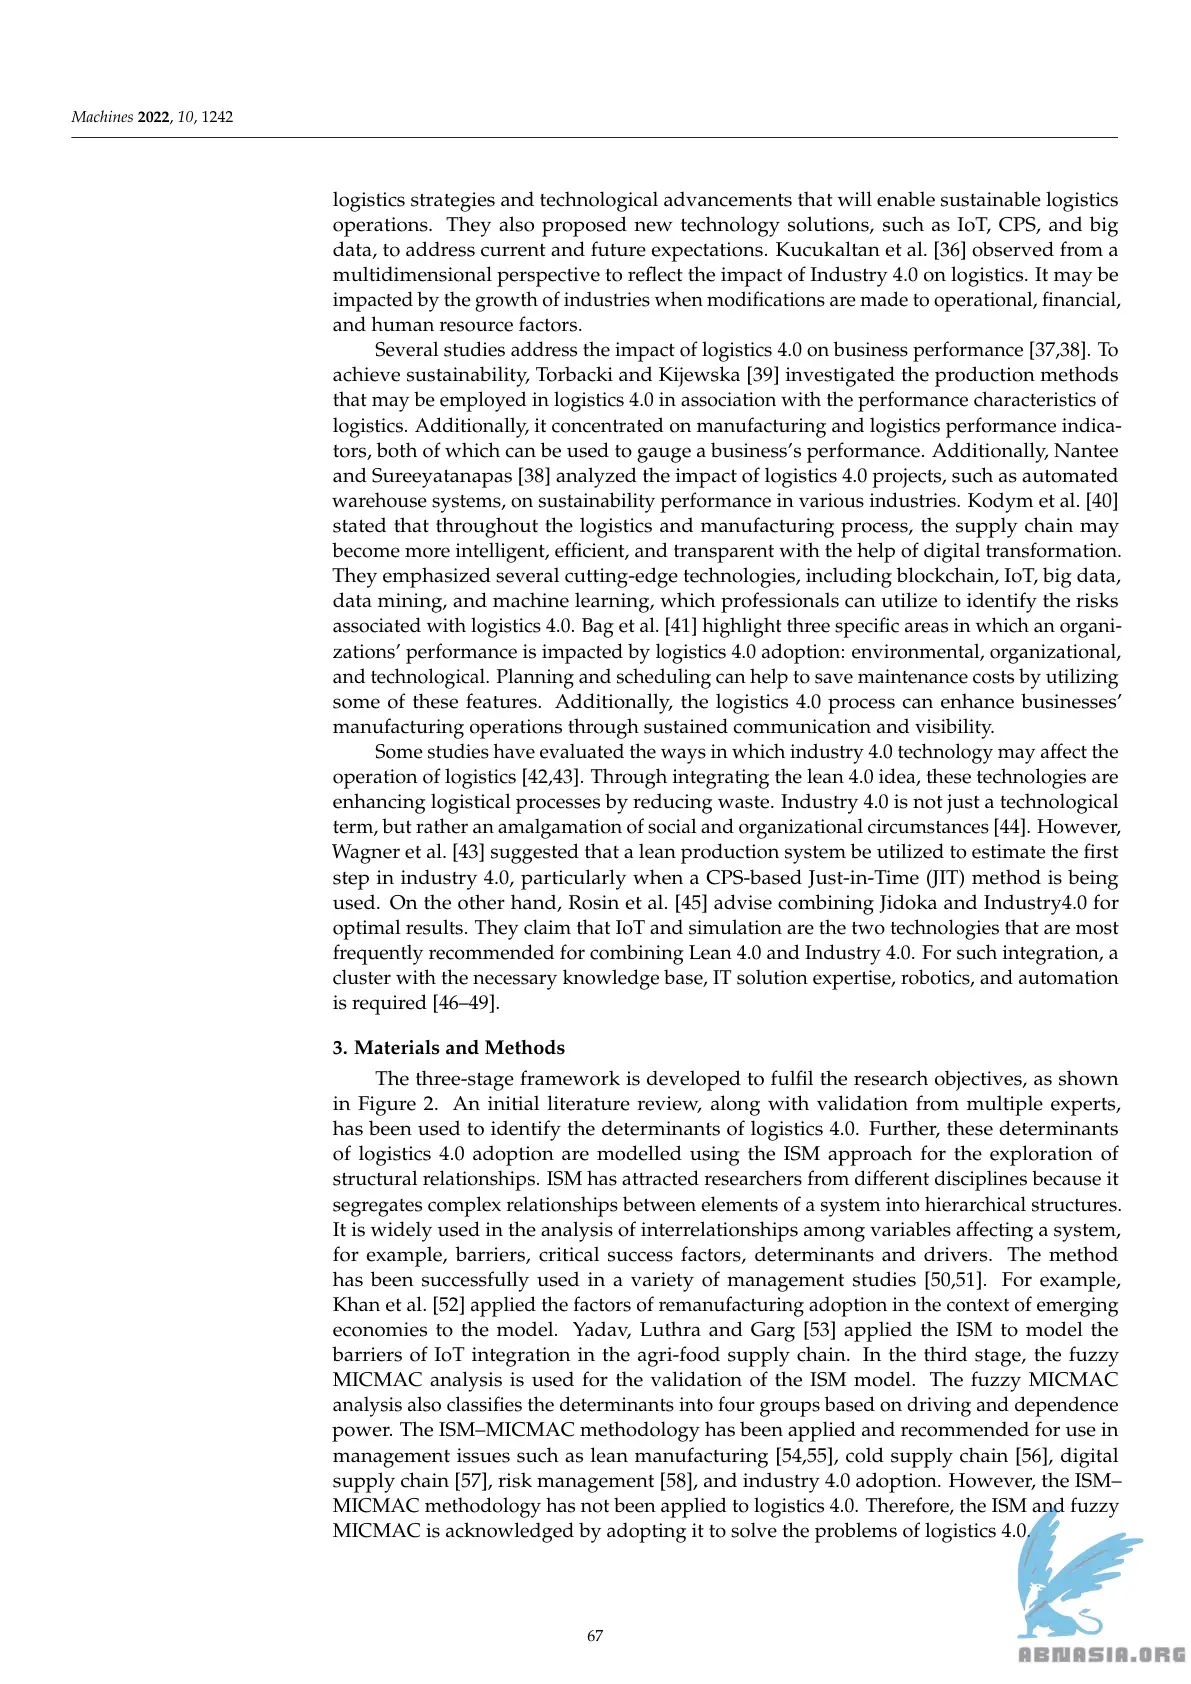 Machines 2022, 10, 1242
logistics strategies and technological advancements that will enable sustainable logistics
operations. They also proposed new technology solutions, such as IoT, CPS, and big
data, to address current and future expectations. Kucukaltan et al. [36] observed from a
multidimensional perspective to reflect the impact of Industry 4.0 on logistics. It may be
impacted by the growth of industries when modifications are made to operational, financial,
and human resource factors.
Several studies address the impact of logistics 4.0 on business performance [37,38]. To
achieve sustainability, Torbacki and Kijewska [39] investigated the production methods
that may be employed in logistics 4.0 in association with the performance characteristics of
logistics. Additionally, it concentrated on manufacturing and logistics performance indica-
tors, both of which can be used to gauge a business’s performance. Additionally, Nantee
and Sureeyatanapas [38] analyzed the impact of logistics 4.0 projects, such as automated
warehouse systems, on sustainability performance in various industries. Kodym et al. [40]
stated that throughout the logistics and manufacturing process, the supply chain may
become more intelligent, efficient, and transparent with the help of digital transformation.
They emphasized several cutting-edge technologies, including blockchain, IoT, big data,
data mining, and machine learning, which professionals can utilize to identify the risks
associated with logistics 4.0. Bag et al. [41] highlight three specific areas in which an organi-
zations’ performance is impacted by logistics 4.0 adoption: environmental, organizational,
and technological. Planning and scheduling can help to save maintenance costs by utilizing
some of these features. Additionally, the logistics 4.0 process can enhance businesses’
manufacturing operations through sustained communication and visibility.
Some studies have evaluated the ways in which industry 4.0 technology may affect the
operation of logistics [42,43]. Through integrating the lean 4.0 idea, these technologies are
enhancing logistical processes by reducing waste. Industry 4.0 is not just a technological
term, but rather an amalgamation of social and organizational circumstances [44]. However,
Wagner et al. [43] suggested that a lean production system be utilized to estimate the first
step in industry 4.0, particularly when a CPS-based Just-in-Time (JIT) method is being
used. On the other hand, Rosin et al. [45] advise combining Jidoka and Industry4.0 for
optimal results. They claim that IoT and simulation are the two technologies that are most
frequently recommended for combining Lean 4.0 and Industry 4.0. For such integration, a
cluster with the necessary knowledge base, IT solution expertise, robotics, and automation
is required [46–49].
3. Materials and Methods
The three-stage framework is developed to fulfil the research objectives, as shown
in Figure 2. An initial literature review, along with validation from multiple experts,
has been used to identify the determinants of logistics 4.0. Further, these determinants
of logistics 4.0 adoption are modelled using the ISM approach for the exploration of
structural relationships. ISM has attracted researchers from different disciplines because it
segregates complex relationships between elements of a system into hierarchical structures.
It is widely used in the analysis of interrelationships among variables affecting a system,
for example, barriers, critical success factors, determinants and drivers. The method
has been successfully used in a variety of management studies [50,51]. For example,
Khan et al. [52] applied the factors of remanufacturing adoption in the context of emerging
economies to the model. Yadav, Luthra and Garg [53] applied the ISM to model the
barriers of IoT integration in the agri-food supply chain. In the third stage, the fuzzy
MICMAC analysis is used for the validation of the ISM model. The fuzzy MICMAC
analysis also classifies the determinants into four groups based on driving and dependence
power. The ISM–MICMAC methodology has been applied and recommended for use in
management issues such as lean manufacturing [54,55], cold supply chain [56], digital
supply chain [57], risk management [58], and industry 4.0 adoption. However, the ISM–
MICMAC methodology has not been applied to logistics 4.0. Therefore, the ISM and fuzzy
MICMAC is acknowledged by adopting it to solve the problems of logistics 4.0.
67
ABNASIA.ORG